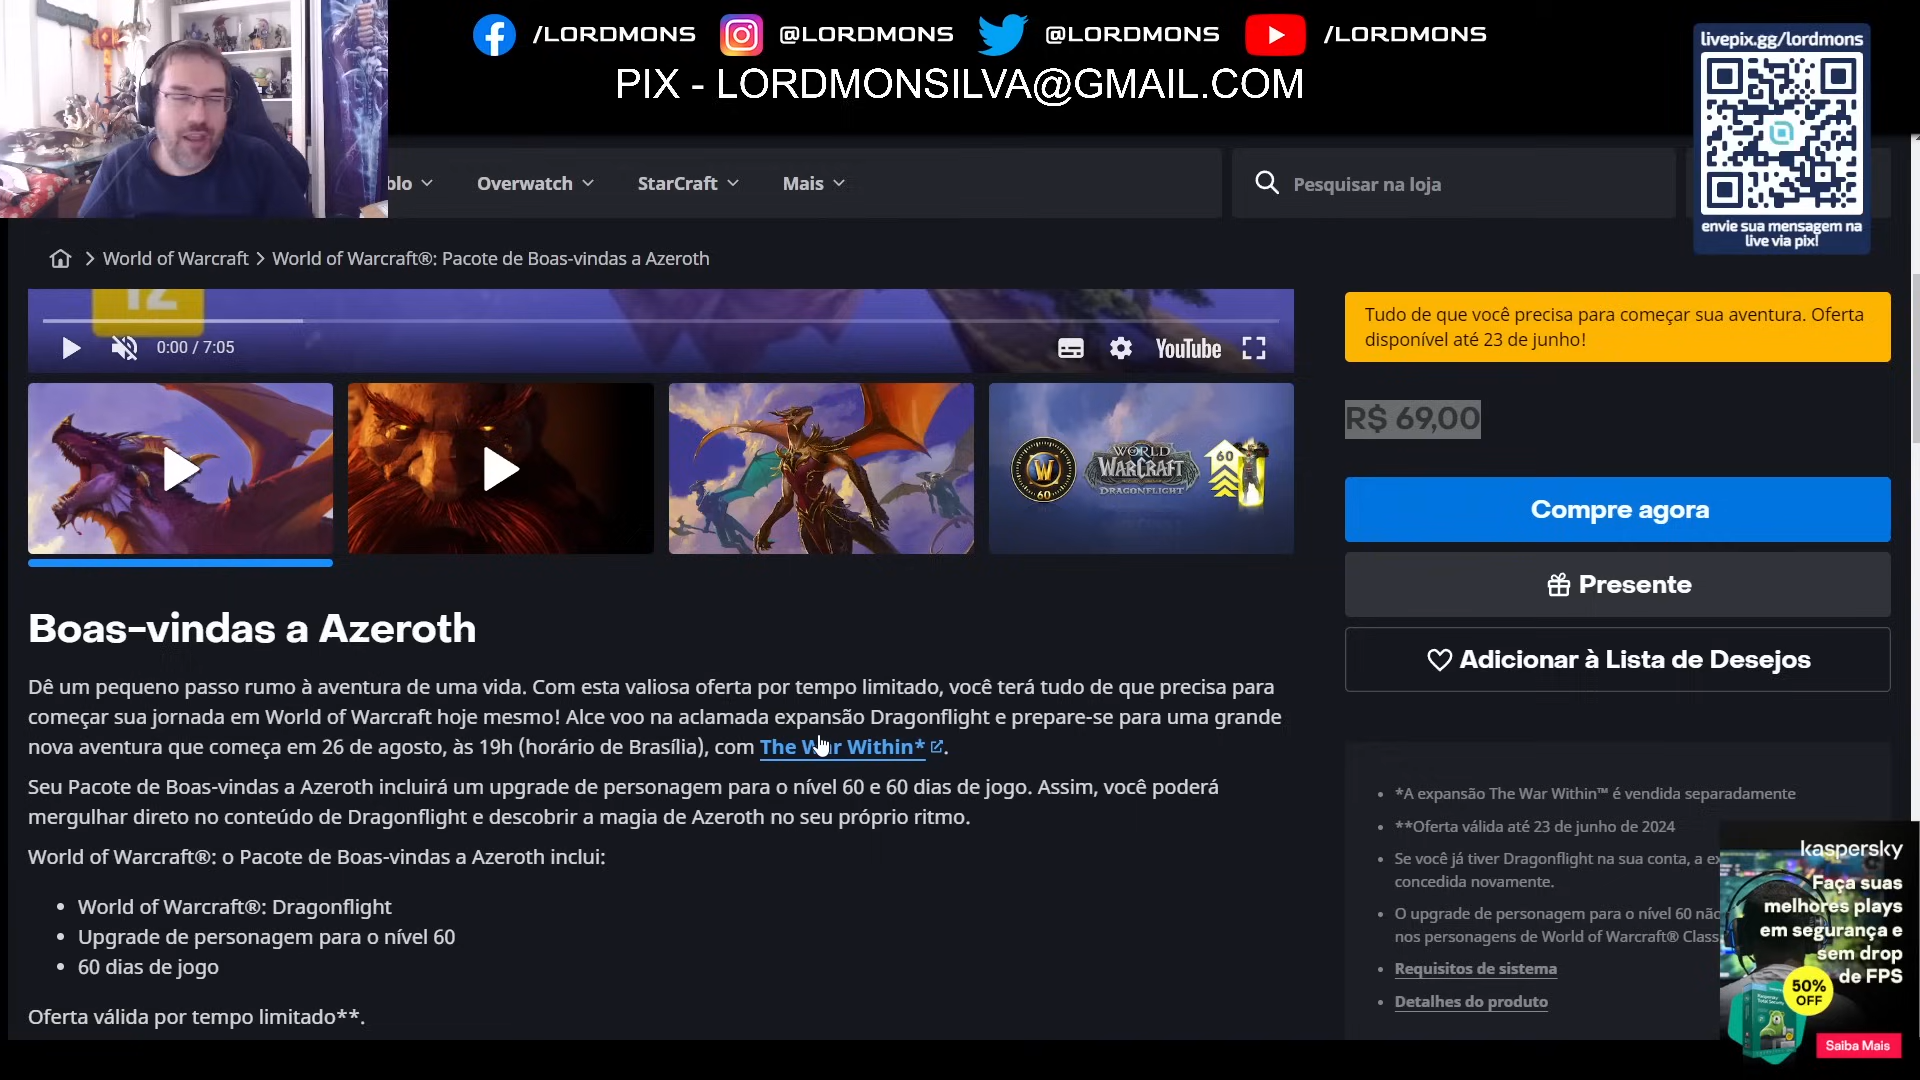 /LORDMONS
@LORDMONS
@LORDMONS
/LORDMONS
PIX - LORDMONSILVA@GMAIL.COM
livepix.gg/lordmons
envie sua mensagem na
live via pix!
blo
Overwatch
StarCraft
Mais
Pesquisar na loja
World of Warcraft
World of Warcraft®: Pacote de Boas-vindas a Azeroth
12
0:00 / 7:05
YouTube
W
60
WORLD
WARCRAFT
DRAGONFLIGHT
60
Boas-vindas a Azeroth
Dê um pequeno passo rumo à aventura de uma vida. Com esta valiosa oferta por tempo limitado, você terá tudo de que precisa para
começar sua jornada em World of Warcraft hoje mesmo! Alce voo na aclamada expansão Dragonflight e prepare-se para uma grande
nova aventura que começa em 26 de agosto, às 19h (horário de Brasília), com The War Within*.
Seu Pacote de Boas-vindas a Azeroth incluirá um upgrade de personagem para o nível 60 e 60 dias de jogo. Assim, você poderá
mergulhar direto no conteúdo de Dragonflight e descobrir a magia de Azeroth no seu próprio ritmo.
World of Warcraft®: o Pacote de Boas-vindas a Azeroth inclui:
• World of Warcraft®: Dragonflight
• Upgrade de personagem para o nível 60
• 60 dias de jogo
Oferta válida por tempo limitado**.
Tudo de que você precisa para começar sua aventura. Oferta
disponível até 23 de junho!
R$ 69,00
Compre agora
Presente
Adicionar à Lista de Desejos
• *A expansão The War Within™ é vendida separadamente
• **Oferta válida até 23 de junho de 2024
• Se você já tiver Dragonflight na sua conta, a ex
concedida novamente.
• O upgrade de personagem para o nível 60 não
nos personagens de World of Warcraft® Class
• Requisitos de sistema
• Detalhes do produto
kaspersky
Faça suas
melhores plays
em segurança e
sem drop
de FPS
50%
OFF
Saiba Mais